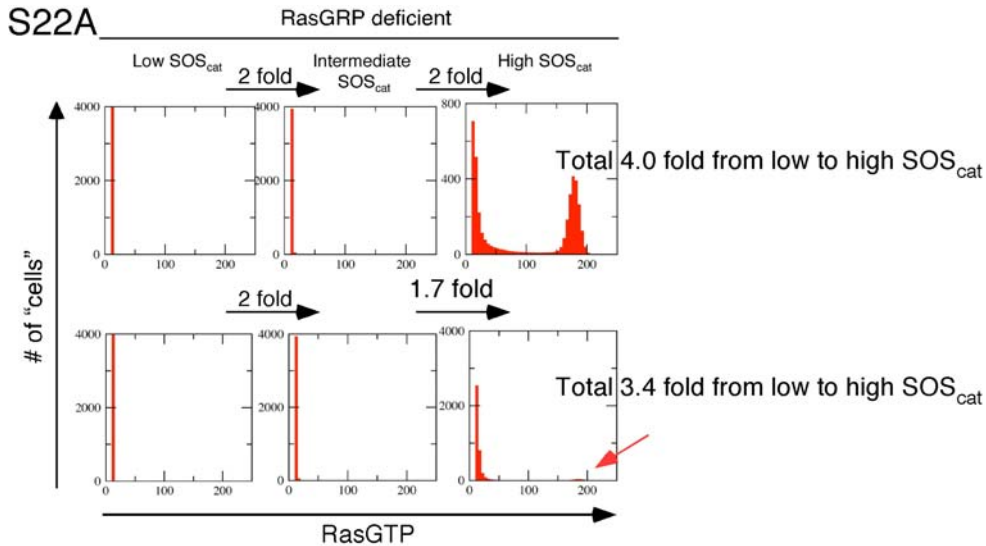 S22A
RasGRP deficient
Low SOScat
2 fold
Intermediate
SOScat
2 fold
High SOScat
4000
2000
0
0 100 200
4000
2000
0
0 100 200
800
400
0
0 100 200
Total 4.0 fold from low to high SOScat
# of "cells"
2 fold
1.7 fold
4000
2000
0
0 100 200
4000
2000
0
0 100 200
4000
2000
0
0 100 200
Total 3.4 fold from low to high SOScat
RasGTP